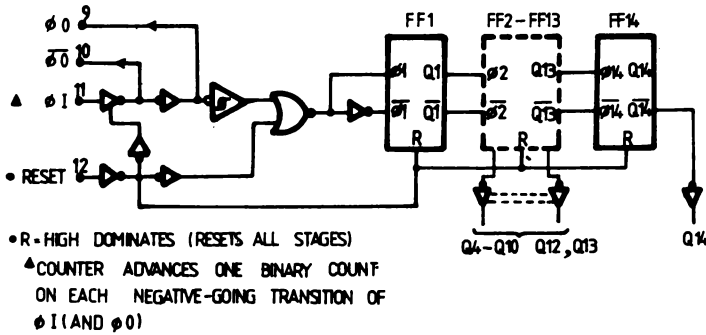 9
φ0
10
φ0
11
▲ φI
12
• RESET
FF1 FF2-FF13 FF14
φ1 Q1 φ2 Q13 φ14 Q14
φ1 Q1 φ2 Q13 φ14 Q14
R R R
Q4-Q10 Q12,Q13 Q14
• R=HIGH DOMINATES (RESETS ALL STAGES)
▲ COUNTER ADVANCES ONE BINARY COUNT
ON EACH NEGATIVE-GOING TRANSITION OF
φI (AND φ0)